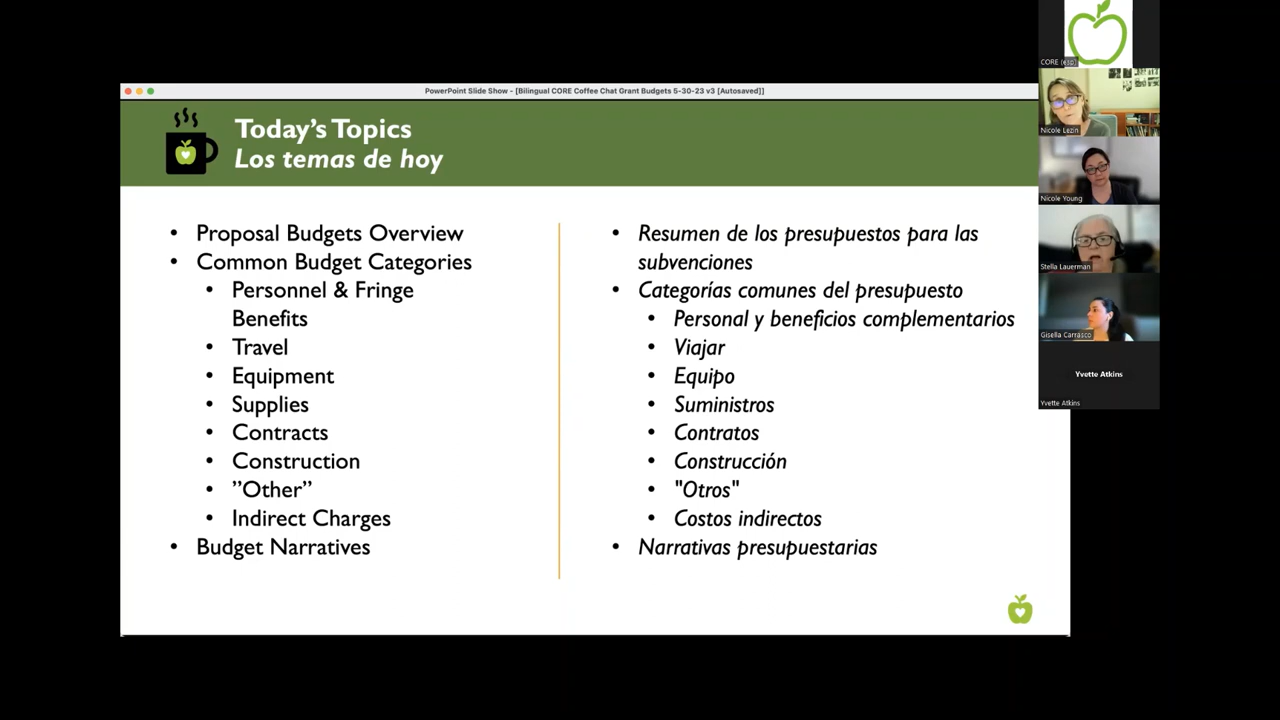 PowerPoint Slide Show - [Bilingual CORE Coffee Chat Grant Budgets 5-30-23 v3 [Autosaved]]
Today's Topics
Los temas de hoy
• Proposal Budgets Overview
• Common Budget Categories
• Personnel & Fringe
Benefits
• Travel
• Equipment
• Supplies
• Contracts
• Construction
• ”Other”
• Indirect Charges
• Budget Narratives
• Resumen de los presupuestos para las
subvenciones
• Categorías comunes del presupuesto
• Personal y beneficios complementarios
• Viajar
• Equipo
• Suministros
• Contratos
• Construcción
• "Otros"
• Costos indirectos
• Narrativas presupuestarias
CORE (esp)
Nicole Lezin
Nicole Young
Stella Lauerman
Gisella Carrasco
Yvette Atkins
Yvette Atkins